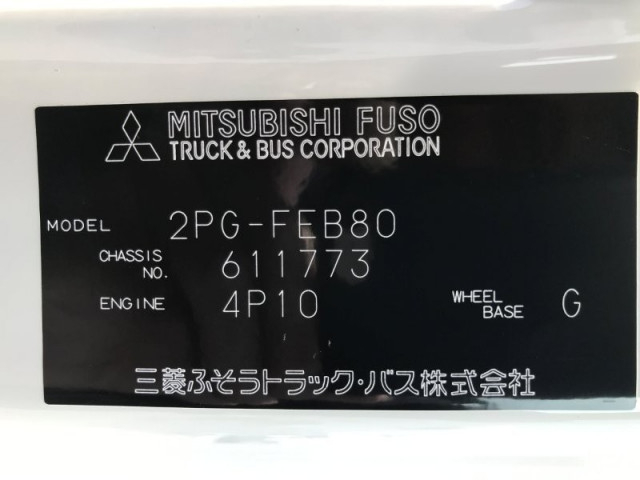 MITSUBISHI FUSO
TRUCK & BUS CORPORATION
MODEL 2PG-FEB80
CHASSIS NO. 611773
ENGINE 4P10 WHEEL BASE G
三菱ふそうトラック・バス株式会社